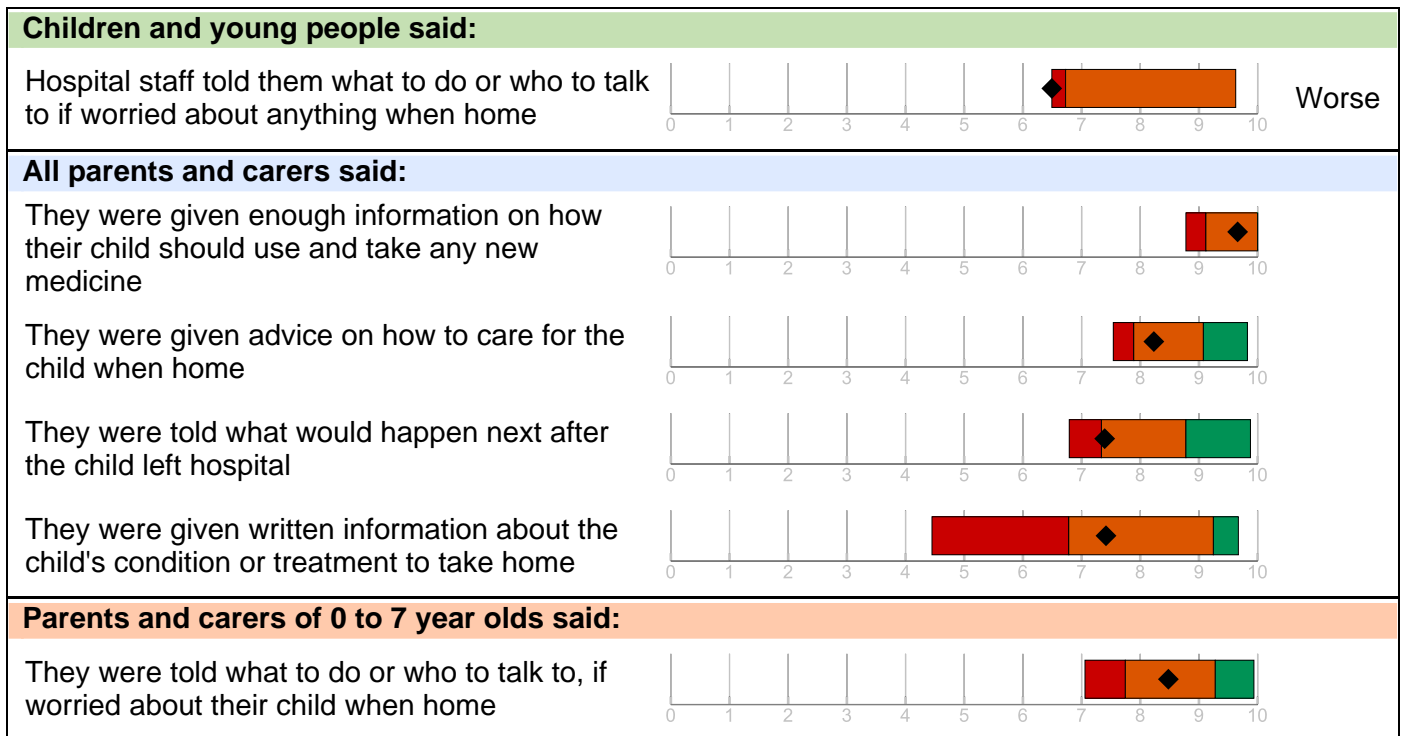 Children and young people said:
Hospital staff told them what to do or who to talk
to if worried about anything when home
0 1 2 3 4 5 6 7 8 9 10
Worse
All parents and carers said:
They were given enough information on how
their child should use and take any new
medicine
0 1 2 3 4 5 6 7 8 9 10
They were given advice on how to care for the
child when home
0 1 2 3 4 5 6 7 8 9 10
They were told what would happen next after
the child left hospital
0 1 2 3 4 5 6 7 8 9 10
They were given written information about the
child's condition or treatment to take home
0 1 2 3 4 5 6 7 8 9 10
Parents and carers of 0 to 7 year olds said:
They were told what to do or who to talk to, if
worried about their child when home
0 1 2 3 4 5 6 7 8 9 10